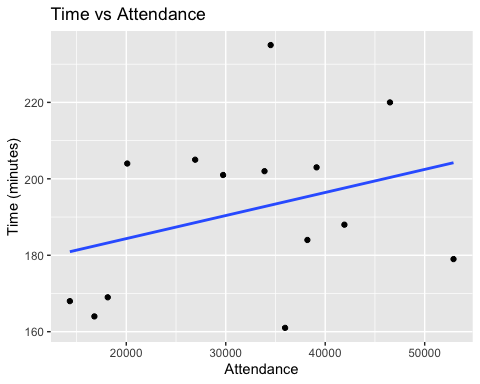 Time vs Attendance
Time (minutes)
220
200
180
160
20000 30000 40000 50000
Attendance